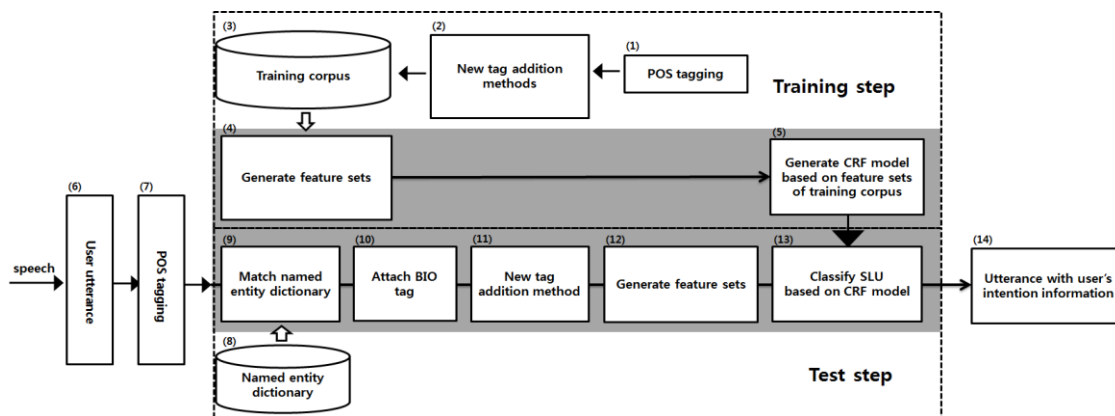 (3)
Training corpus
(2)
New tag addition
methods
(1)
POS tagging
Training step
(4)
Generate feature sets
(5)
Generate CRF model
based on feature sets
of training corpus
speech
(6)
User utterance
(7)
POS tagging
(9)
Match named
entity dictionary
(10)
Attach BIO
tag
(11)
New tag
addition method
(12)
Generate feature sets
(13)
Classify SLU
based on CRF model
(14)
Utterance with user's
intention information
(8)
Named entity
dictionary
Test step